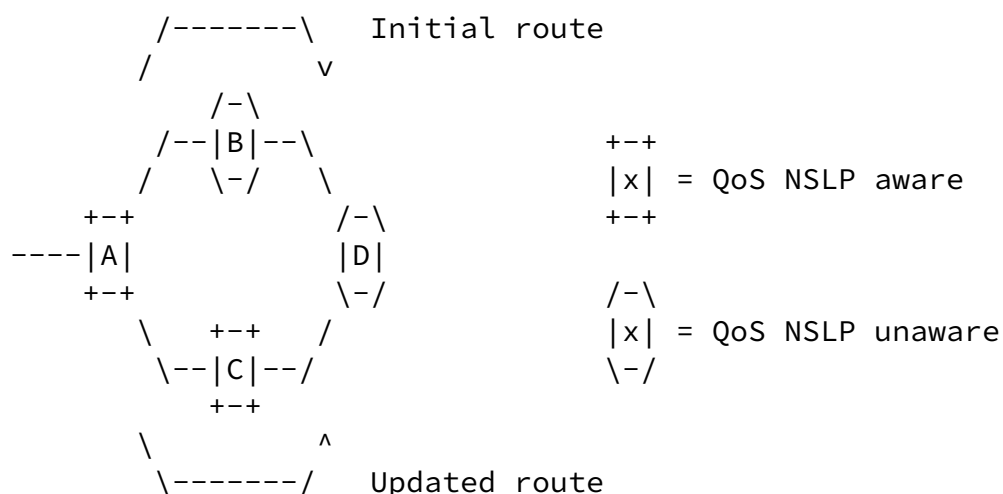 /-------\   Initial route
/         v
/-\
/--|B|--\                +-+
/   \-/   \               |x| = QoS NSLP aware
+-+           /-\            +-+
----|A|           |D|
+-+           \-/            /-\
\   +-+   /               |x| = QoS NSLP unaware
\--|C|--/                \-/
+-+
\         ^
\-------/   Updated route